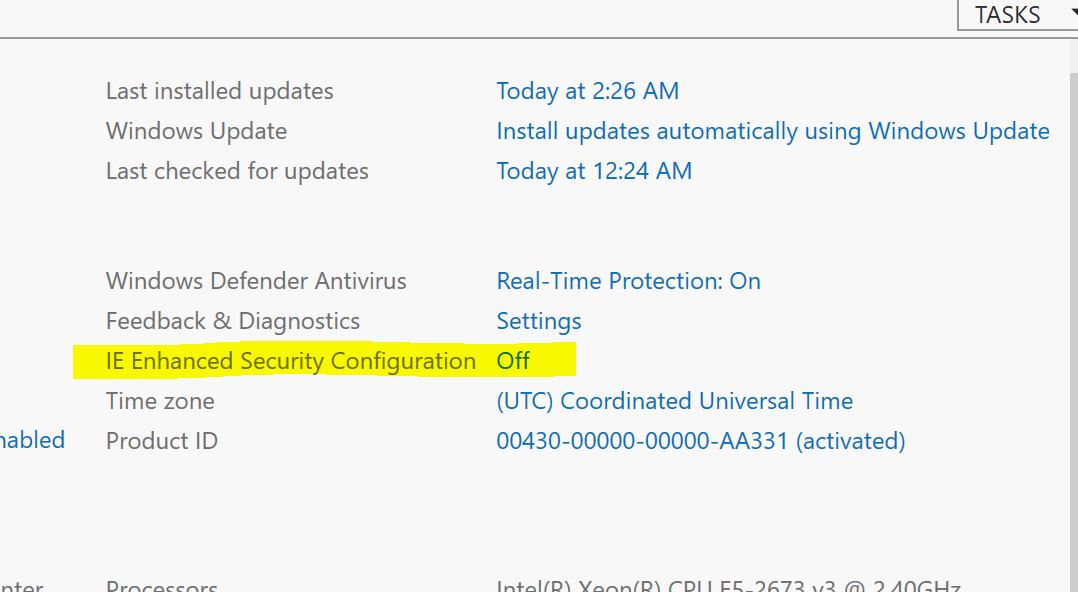 TASKS
Last installed updates Today at 2:26 AM
Windows Update Install updates automatically using Windows Update
Last checked for updates Today at 12:24 AM
Windows Defender Antivirus Real-Time Protection: On
Feedback & Diagnostics Settings
IE Enhanced Security Configuration Off
Time zone (UTC) Coordinated Universal Time
nabled Product ID 00430-00000-00000-AA331 (activated)
nter Processors Intel(R) Xeon(R) CPU E5-2673 v3 @ 2.40GHz